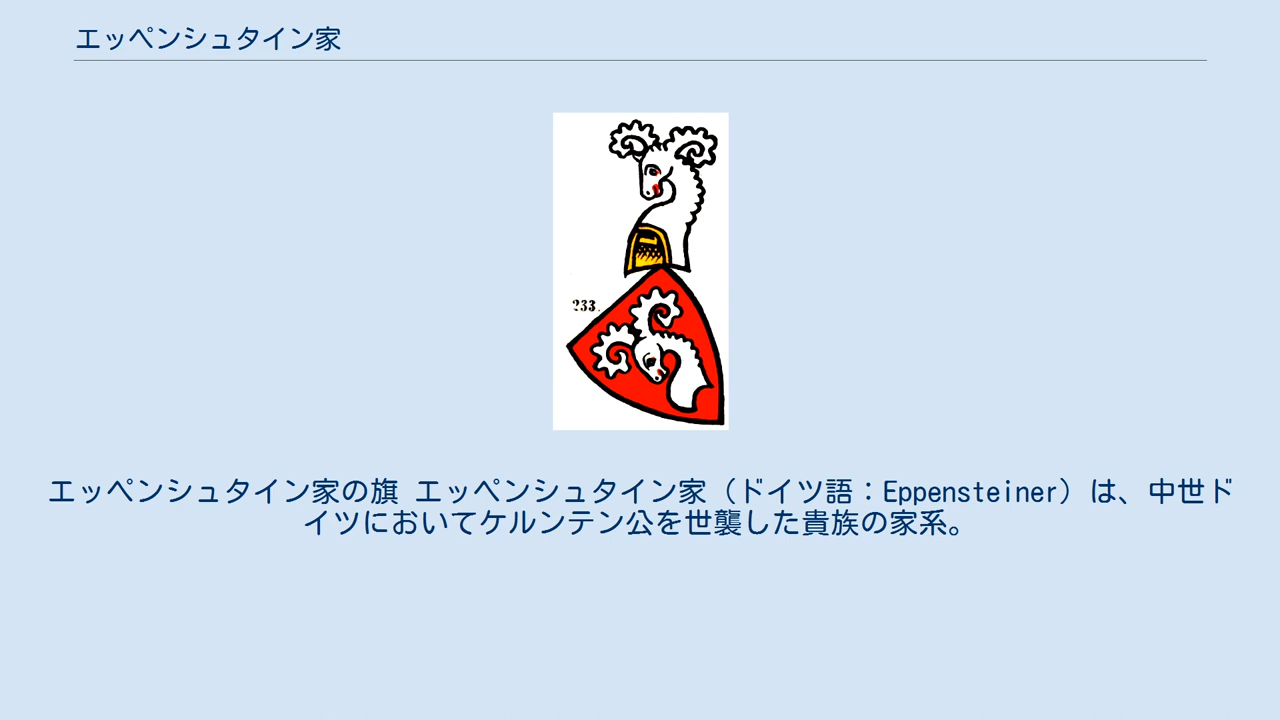 エッペンシュタイン家
233.
エッペンシュタイン家の旗 エッペンシュタイン家（ドイツ語：Eppensteiner）は、中世ド
イツにおいてケルンテン公を世襲した貴族の家系。